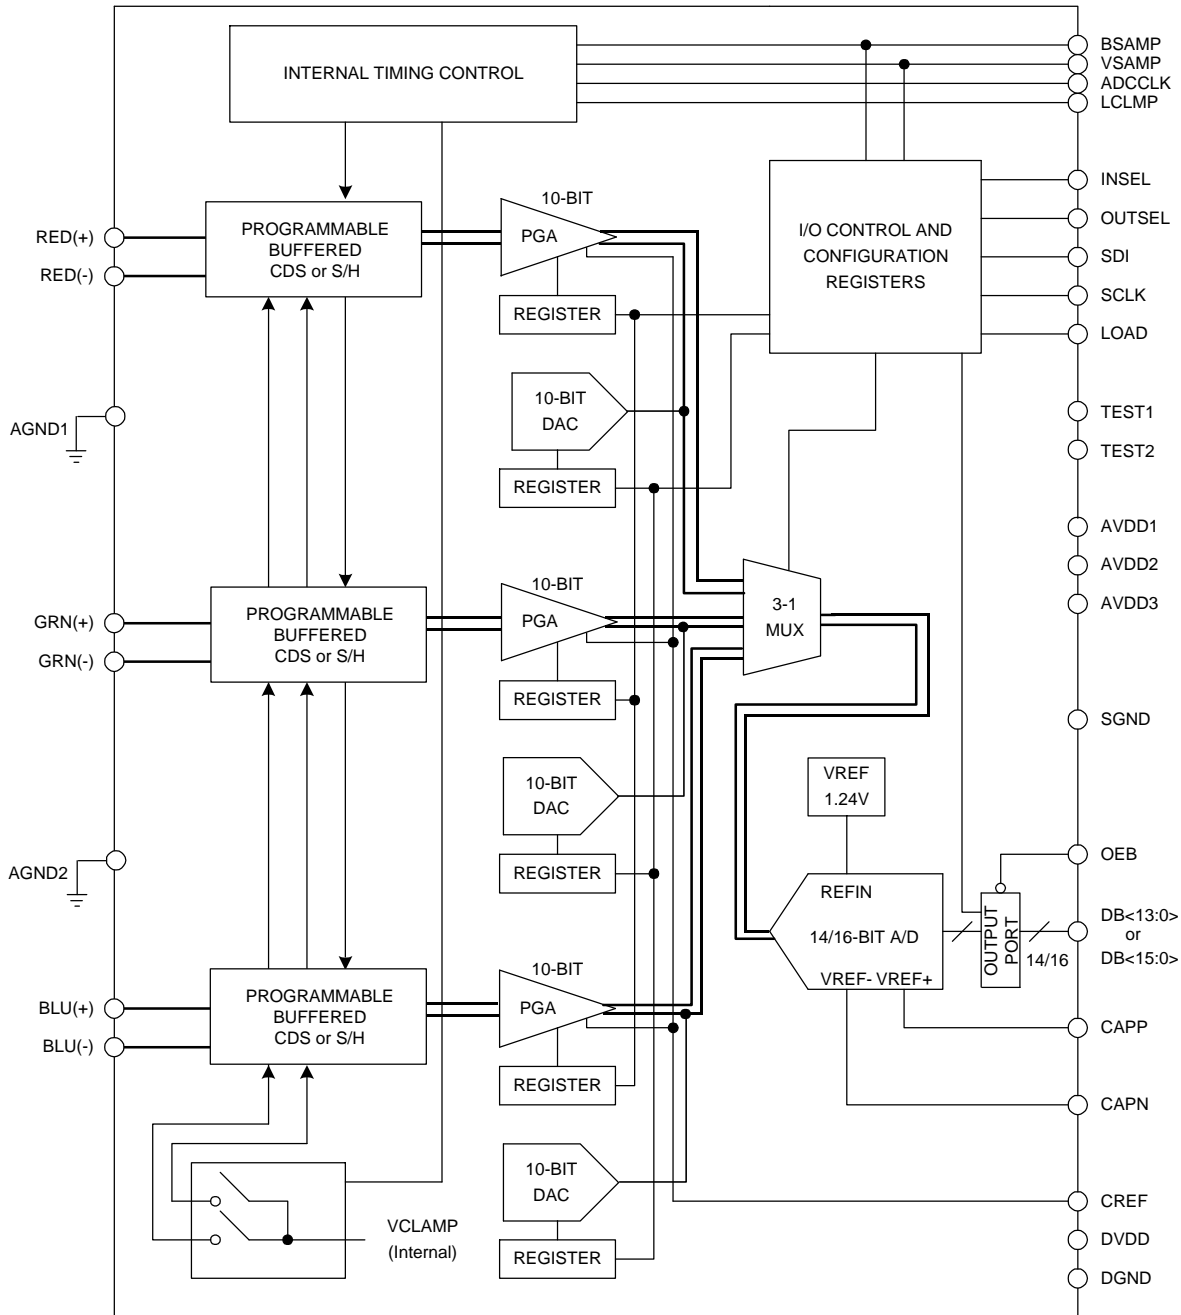 BSAMP
VSAMP
ADCCLK
LCLMP
INTERNAL TIMING CONTROL
INSEL
OUTSEL
SDI
SCLK
LOAD
I/O CONTROL AND
CONFIGURATION
REGISTERS
10-BIT
PGA
REGISTER
RED(+)
RED(-)
PROGRAMMABLE
BUFFERED
CDS or S/H
10-BIT
DAC
REGISTER
AGND1
TEST1
TEST2
AVDD1
AVDD2
AVDD3
GRN(+)
GRN(-)
PROGRAMMABLE
BUFFERED
CDS or S/H
10-BIT
PGA
REGISTER
3-1
MUX
SGND
10-BIT
DAC
REGISTER
VREF
1.24V
AGND2
OEB
REFIN
14/16-BIT A/D
VREF- VREF+
OUTPUT
PORT
14/16
DB<13:0>
or
DB<15:0>
BLU(+)
BLU(-)
PROGRAMMABLE
BUFFERED
CDS or S/H
10-BIT
PGA
REGISTER
CAPP
CAPN
10-BIT
DAC
REGISTER
VCLAMP
(Internal)
CREF
DVDD
DGND